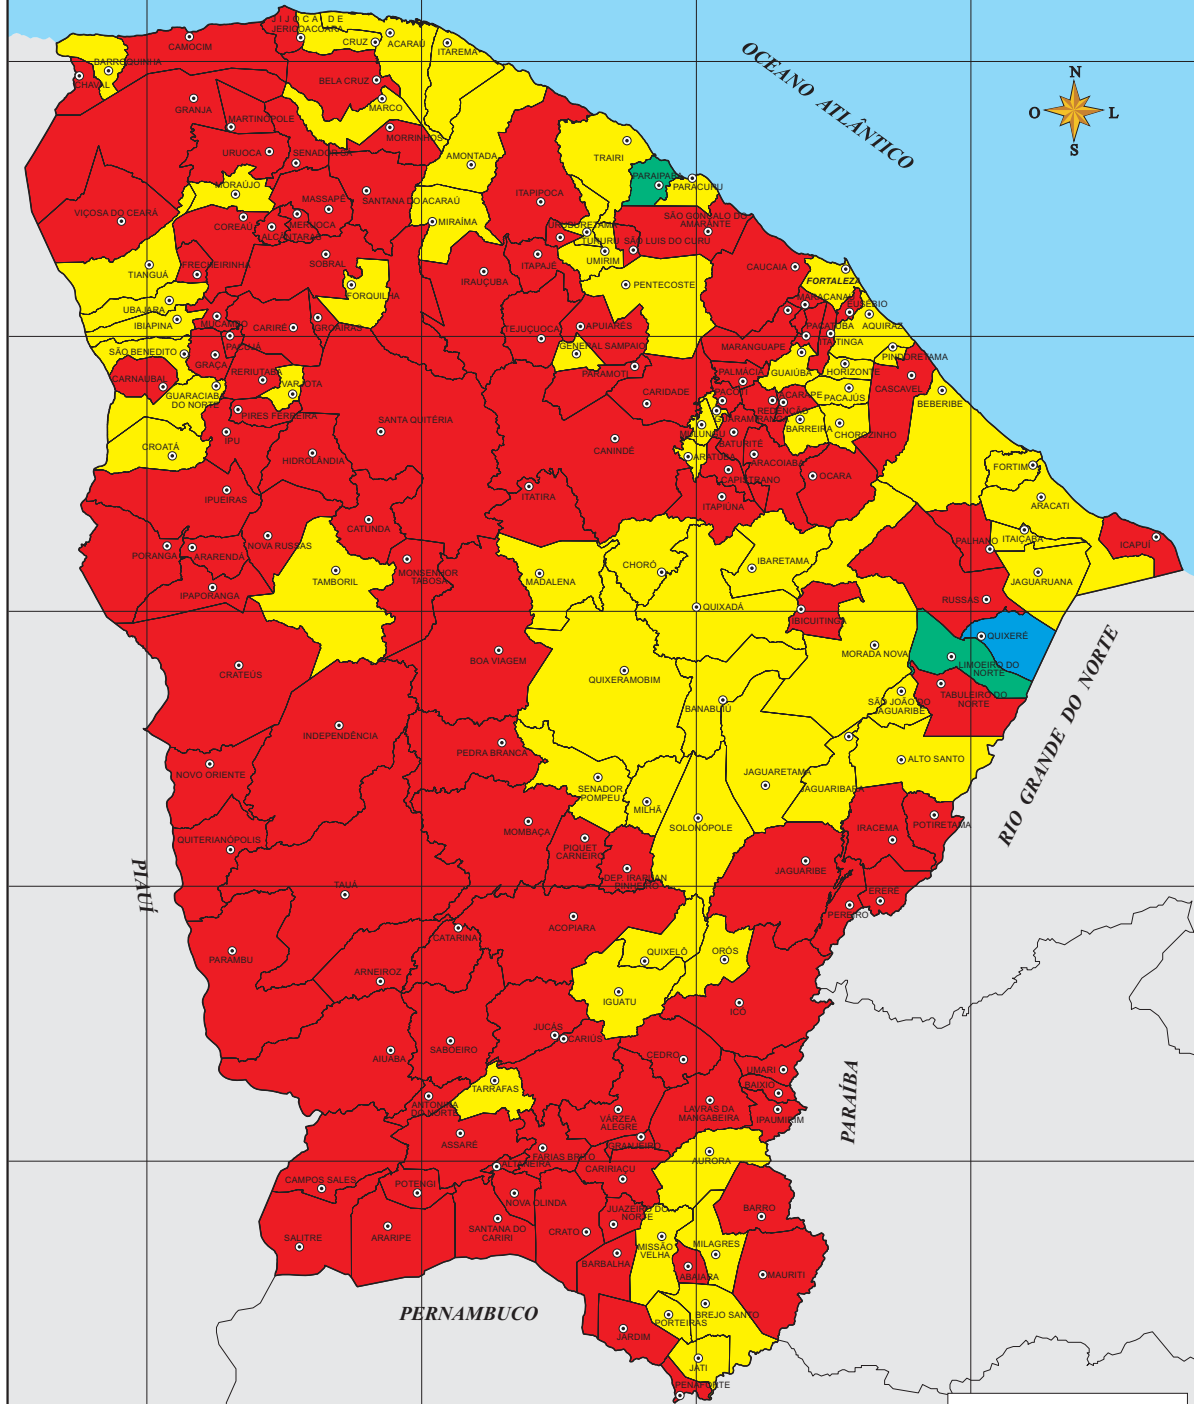 OCEANO ATLÂNTICO
N
O
L
S
JIJOCA DE
JERICOACOARA
CAMOCIM
CRUZ
ACARAÚ
ITAREMA
BARROQUINHA
CHAVAL
BELA CRUZ
GRANJA
MARCO
MARTINÓPOLE
MORRINHOS
URUOCA
SENADOR SÁ
AMONTADA
TRAIRI
PARAIPABA
PARACURU
MORAÚJO
MASSAPÊ
SANTANA DO ACARAÚ
ITAPIPOCA
VIÇOSA DO CEARÁ
COREAÚ
MERUOCA
ALCÂNTARAS
MIRAÍMA
URUBURETAMA
TURURU
SÃO GONÇALO DO
AMARANTE
SÃO LUIS DO CURU
UMIRIM
TIANGUÁ
FRECHEIRINHA
SOBRAL
IRAUÇUBA
ITAPAJÉ
CAUCAIA
FORTALEZA
FORQUILHA
PENTECOSTE
UBAJARA
IBIAPINA
MUCAMBO
CARIRÉ
GROAÍRAS
TEJUÇUOCA
APUIARÉS
MARACANAÚ
EUSÉBIO
AQUIRAZ
PACATUBA
ITAITINGA
PACUJÁ
SÃO BENEDITO
GRAÇA
GENERAL SAMPAIO
MARANGUAPE
PINDORETAMA
CARNAUBAL
RERIUTABA
VARJOTA
PARAMOTI
PALMÁCIA
GUAIÚBA
HORIZONTE
CASCAVEL
GUARACIABA
DO NORTE
PIRES FERREIRA
CARIDADE
PACOTI
ACARAPE
REDENÇÃO
PACAJÚS
BEBERIBE
GUARAMIRANGA
SANTA QUITÉRIA
IPU
CROATÁ
MULUNGU
BATURITÉ
BARREIRA
CHOROZINHO
HIDROLÂNDIA
CANINDÉ
ARATUBA
ARACOIABA
CAPISTRANO
OCARA
FORTIM
ARACATI
IPUEIRAS
ITATIRA
ITAPIÚNA
CATUNDA
PORANGA
ARARENDÁ
NOVA RUSSAS
ITAIÇABA
PALHANO
ICAPUÍ
IPAPORANGA
TAMBORIL
MONSENHOR
TABOSA
MADALENA
CHORÓ
IBARETAMA
JAGUARUANA
RUSSAS
QUIXADÁ
IBICUITINGA
QUIXERÉ
CRATEÚS
BOA VIAGEM
QUIXERAMOBIM
MORADA NOVA
LIMOEIRO DO
NORTE
TABULEIRO DO
NORTE
SÃO JOÃO DO
JAGUARIBE
BANABUIÚ
INDEPENDÊNCIA
PEDRA BRANCA
ALTO SANTO
NOVO ORIENTE
SENADOR
POMPEU
JAGUARETAMA
JAGUARIBARA
MILHÃ
SOLONÓPOLE
IRACEMA
POTIRETAMA
RIO GRANDE DO NORTE
QUITERIANÓPOLIS
MOMBAÇA
PIQUET
CARNEIRO
JAGUARIBE
DEP. IRAPUAN
PINHEIRO
TAUÁ
PIAUÍ
ERERÊ
PEREIRO
ACOPIARA
CATARINA
PARAMBU
QUIXELÔ
ORÓS
ARNEIROZ
IGUATU
ICÓ
JUCÁS
CARIÚS
SABOEIRO
AIUABA
CEDRO
UMARI
BAIXIO
TARRAFAS
ANTONINA
DO NORTE
VÁRZEA
ALEGRE
LAVRAS DA
MANGABEIRA
IPAUMIRIM
PARAÍBA
ASSARÉ
GRANJEIRO
FARIAS BRITO
ALTANEIRA
AURORA
CARIRIAÇU
CAMPOS SALES
POTENGI
NOVA OLINDA
JUAZEIRO DO
NORTE
BARRO
SALITRE
ARARIPE
SANTANA DO
CARIRI
CRATO
MISSÃO
VELHA
MILAGRES
BARBALHA
ABAIARA
MAURITI
PERNAMBUCO
BREJO SANTO
PORTEIRAS
JARDIM
JATI
PENAFORTE